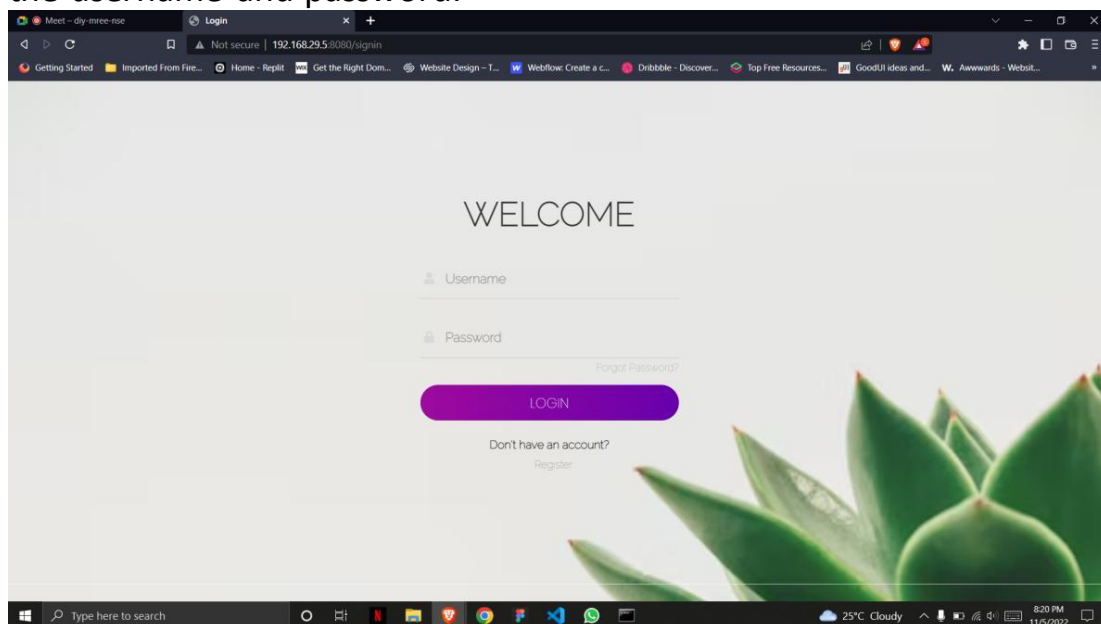 the username and password.
Meet – diy-mree-nse
Login
Not secure | 192.168.29.5:8080/signin
Getting Started
Imported From Fire...
Home - Replit
Get the Right Dom...
Website Design – T...
Webflow: Create a c...
Dribbble - Discover...
Top Free Resources...
GoodUI ideas and...
W. Awwwards - Websit...
WELCOME
Username
Password
Forgot Password?
LOGIN
Don't have an account?
Register
Type here to search
25°C Cloudy
8:20 PM
11/5/2022